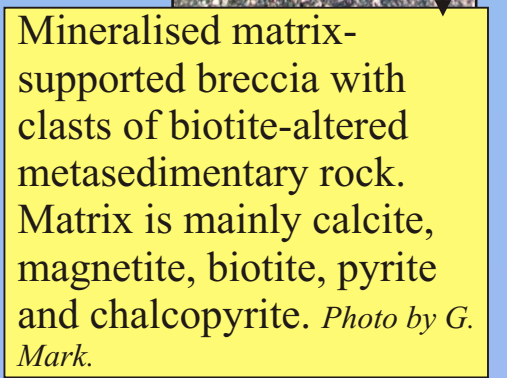 Mineralised matrix-
supported breccia with
clasts of biotite-altered
metasedimentary rock.
Matrix is mainly calcite,
magnetite, biotite, pyrite
and chalcopyrite. Photo by G.
Mark.